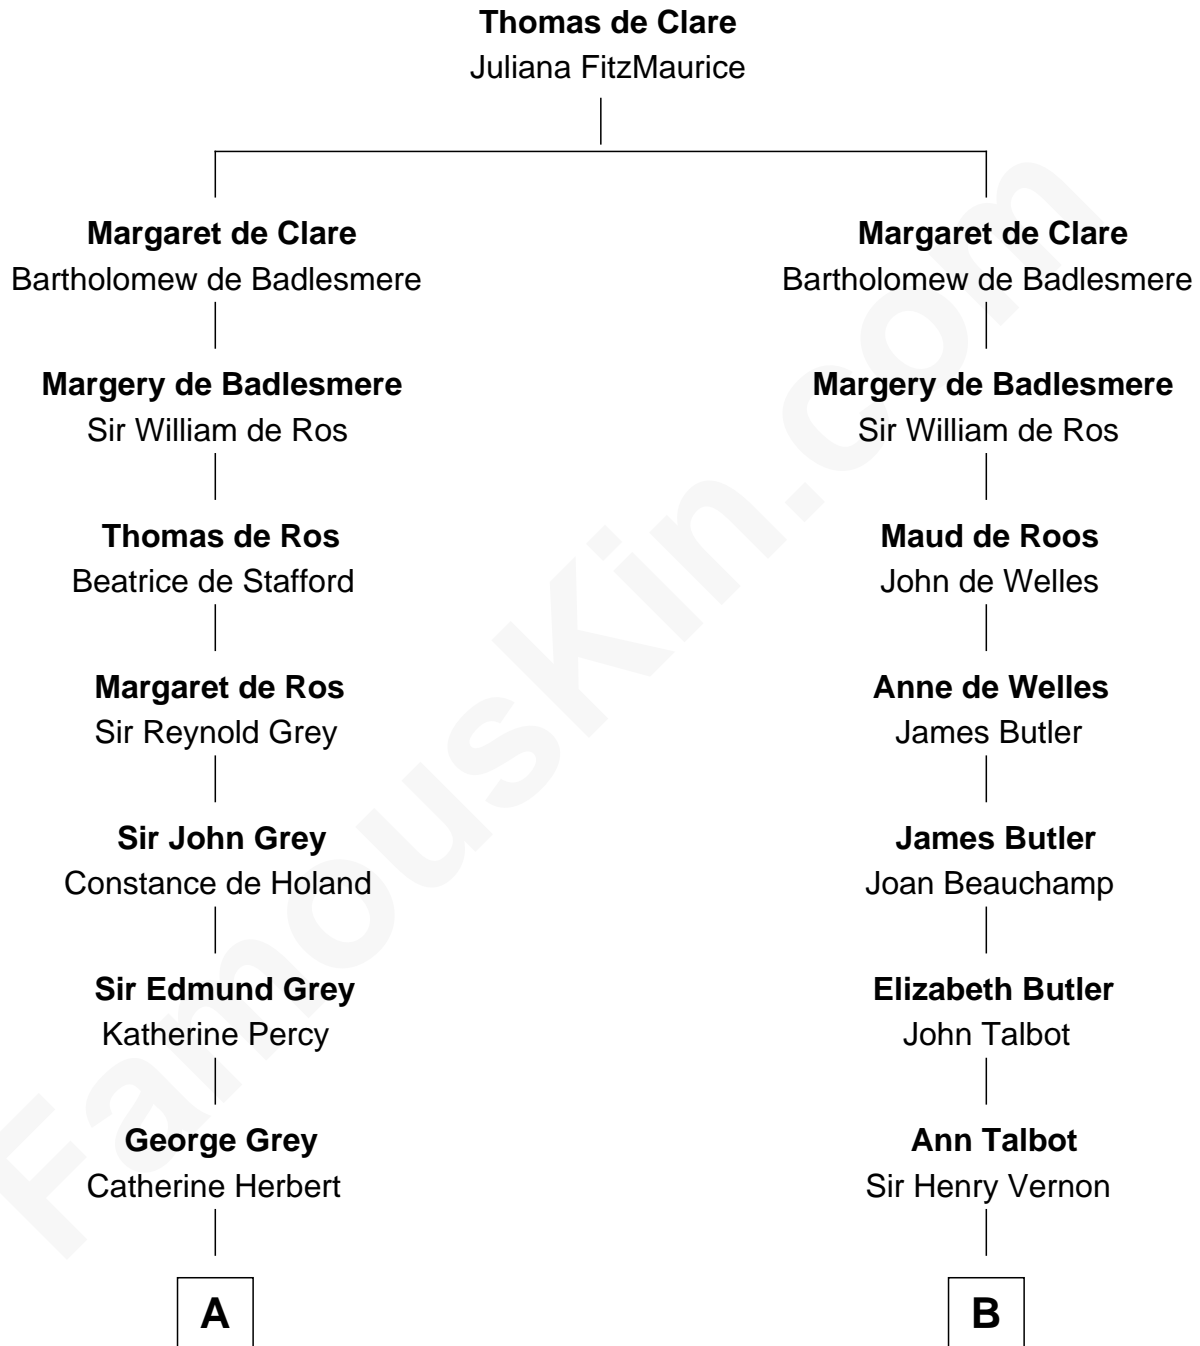 Thomas de Clare
Juliana FitzMaurice
Margaret de Clare
Bartholomew de Badlesmere
Margery de Badlesmere
Sir William de Ros
Thomas de Ros
Beatrice de Stafford
Margaret de Ros
Sir Reynold Grey
Sir John Grey
Constance de Holand
Sir Edmund Grey
Katherine Percy
George Grey
Catherine Herbert
A
Margaret de Clare
Bartholomew de Badlesmere
Margery de Badlesmere
Sir William de Ros
Maud de Roos
John de Welles
Anne de Welles
James Butler
James Butler
Joan Beauchamp
Elizabeth Butler
John Talbot
Ann Talbot
Sir Henry Vernon
B
FamousKin.com